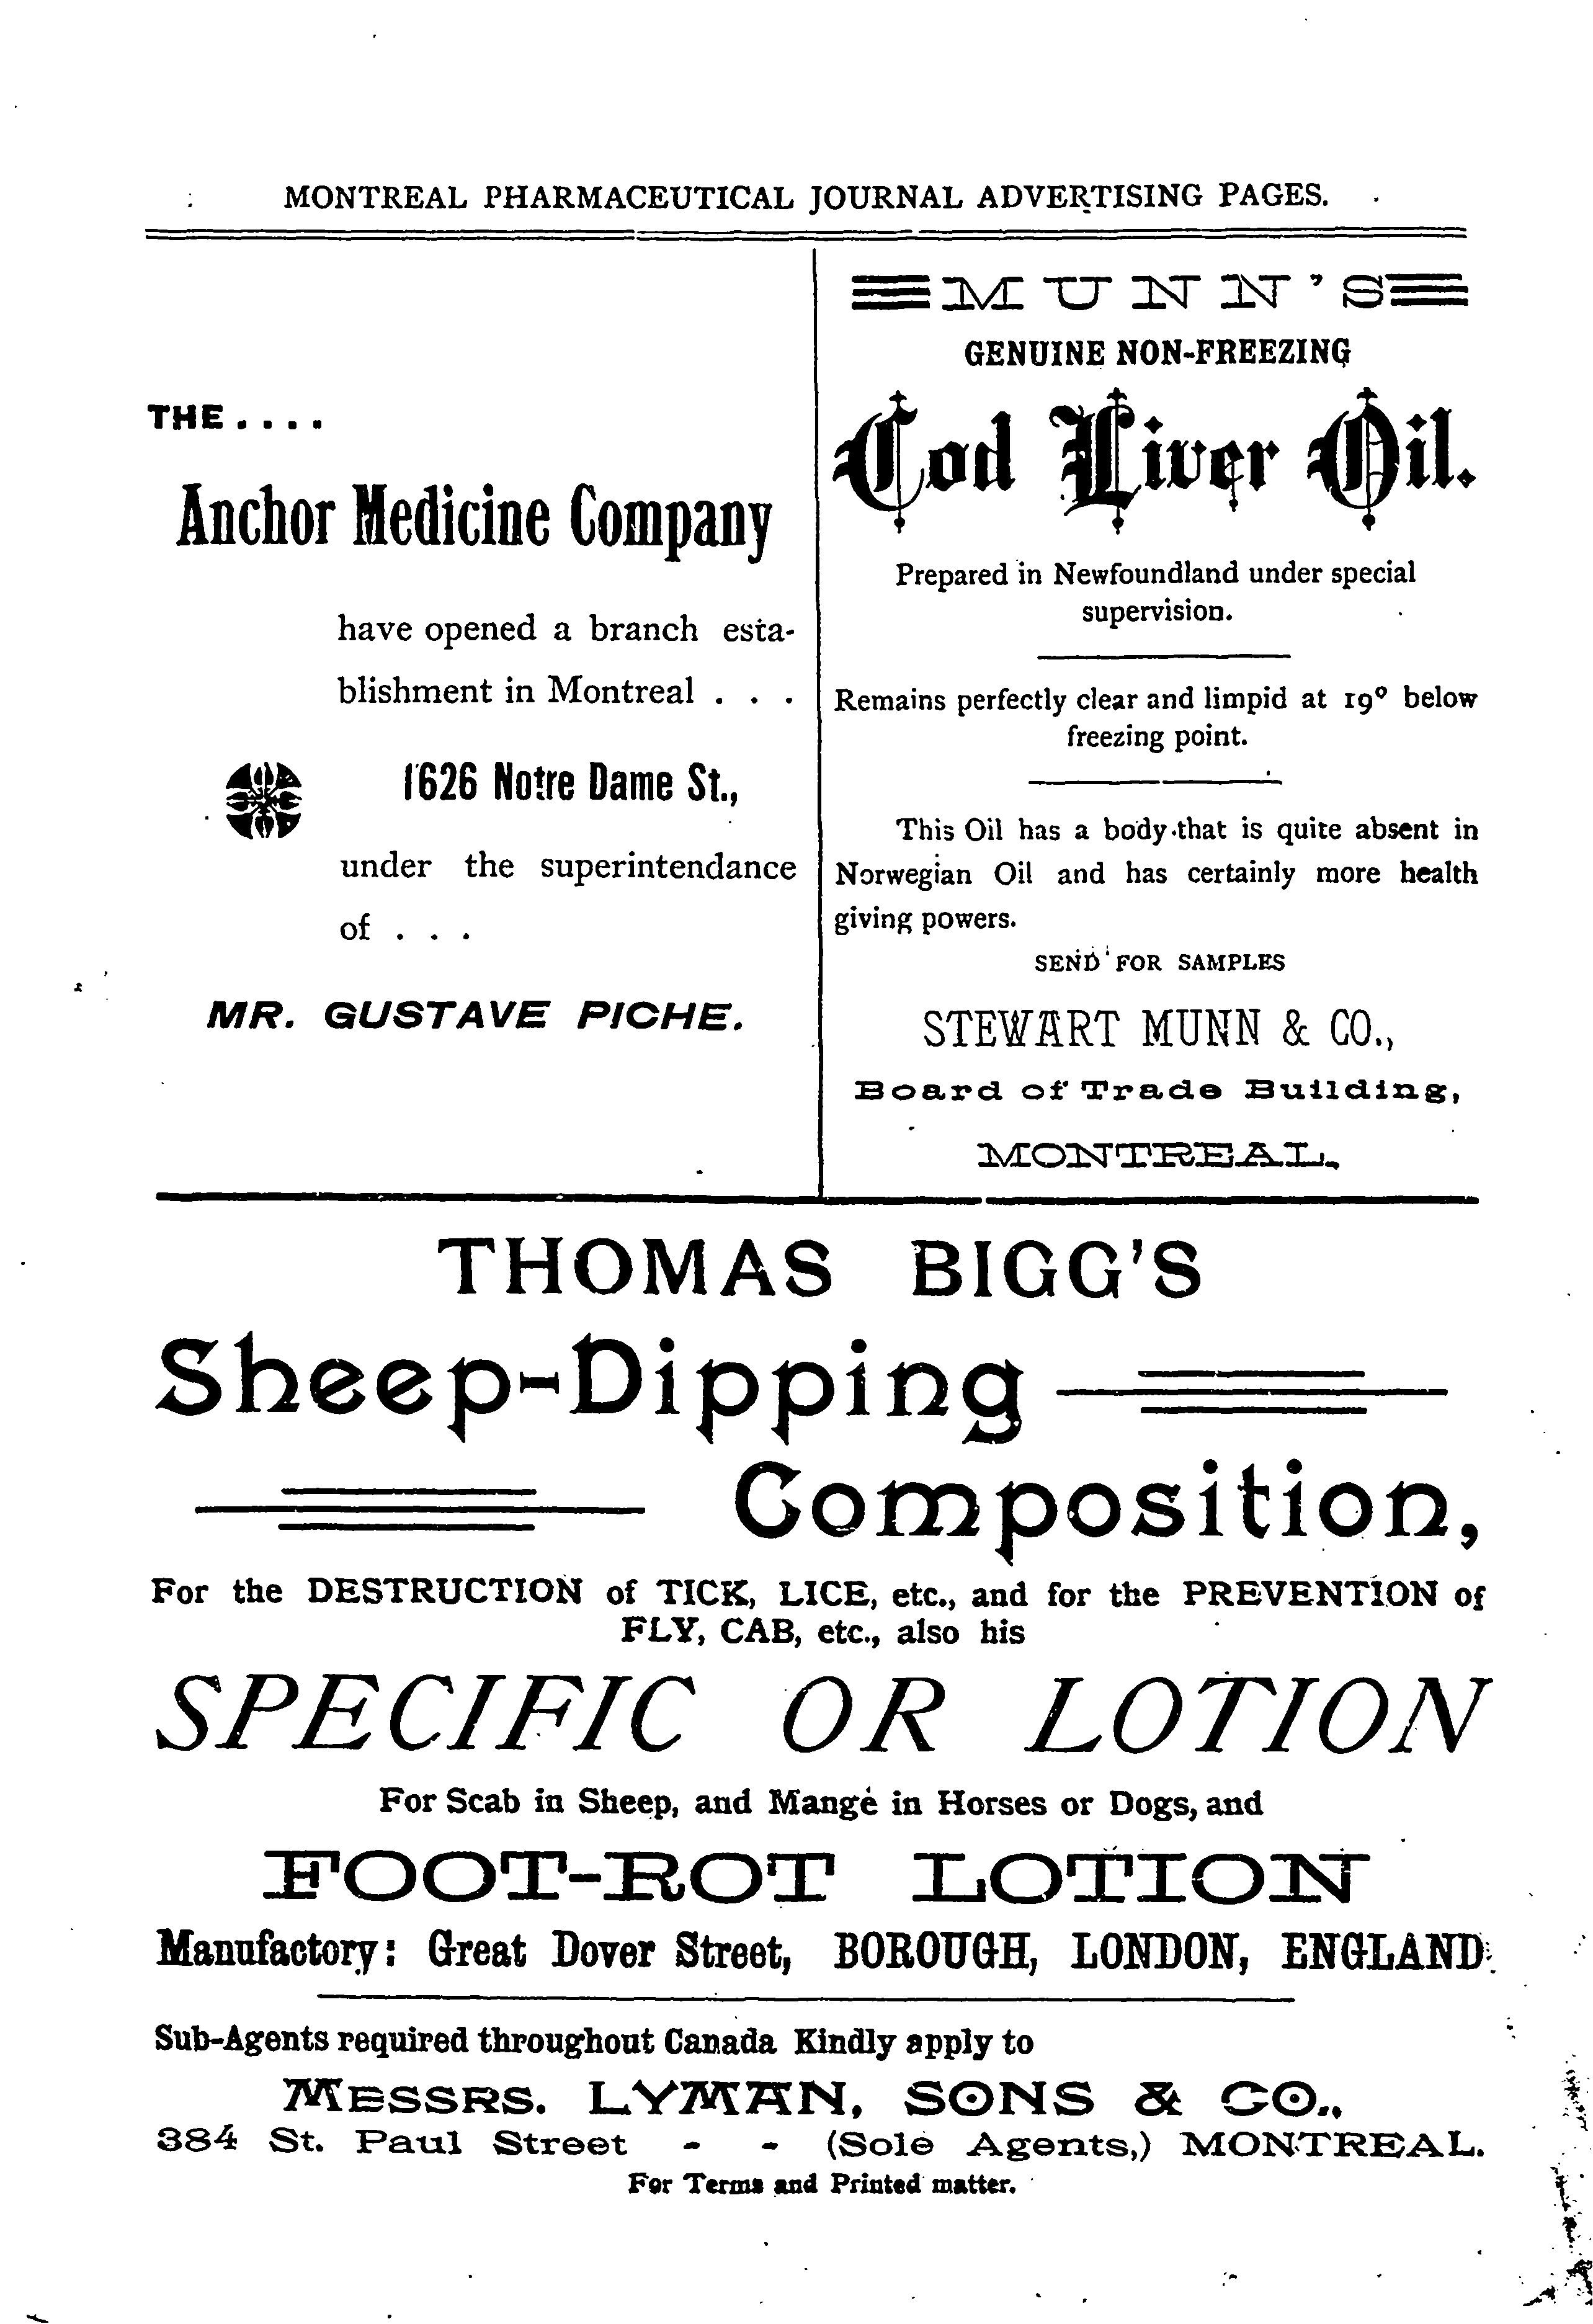 MONTREAL PHARMACEUTICAL JOURNAL ADVERTISING PAGES.
THE....
Anchor Medicine Company
have opened a branch esta-
blishment in Montreal . . .
1626 Notre Dame St.,
under the superintendance
of . . .
MR. GUSTAVE PICHE.
MUNN'S
GENUINE NON-FREEZING
Cod Liver Oil.
Prepared in Newfoundland under special
supervision.
Remains perfectly clear and limpid at 19° below
freezing point.
This Oil has a body that is quite absent in
Norwegian Oil and has certainly more health
giving powers.
SEND FOR SAMPLES
STEWART MUNN & CO.,
Board of Trade Building,
MONTREAL.
THOMAS BIGG'S
Sheep-Dipping
Composition,
For the DESTRUCTION of TICK, LICE, etc., and for the PREVENTION of
FLY, CAB, etc., also his
SPECIFIC OR LOTION
For Scab in Sheep, and Mange in Horses or Dogs, and
FOOT-ROT LOTION
Manufactory: Great Dover Street, BOROUGH, LONDON, ENGLAND.
Sub-Agents required throughout Canada Kindly apply to
MESSRS. LYMAN, SONS & CO.,
384 St. Paul Street - - (Sole Agents,) MONTREAL.
For Terms and Printed matter.